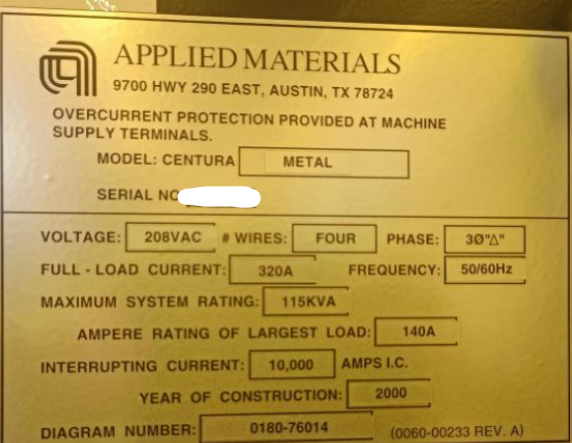 APPLIED MATERIALS
9700 HWY 290 EAST, AUSTIN, TX 78724
OVERCURRENT PROTECTION PROVIDED AT MACHINE
SUPPLY TERMINALS.
MODEL: CENTURA METAL
SERIAL NO
VOLTAGE: 208VAC # WIRES: FOUR PHASE: 3Ø"Δ"
FULL - LOAD CURRENT: 320A FREQUENCY: 50/60Hz
MAXIMUM SYSTEM RATING: 115KVA
AMPERE RATING OF LARGEST LOAD: 140A
INTERRUPTING CURRENT: 10,000 AMPS I.C.
YEAR OF CONSTRUCTION: 2000
DIAGRAM NUMBER: 0180-76014 (0060-00233 REV. A)